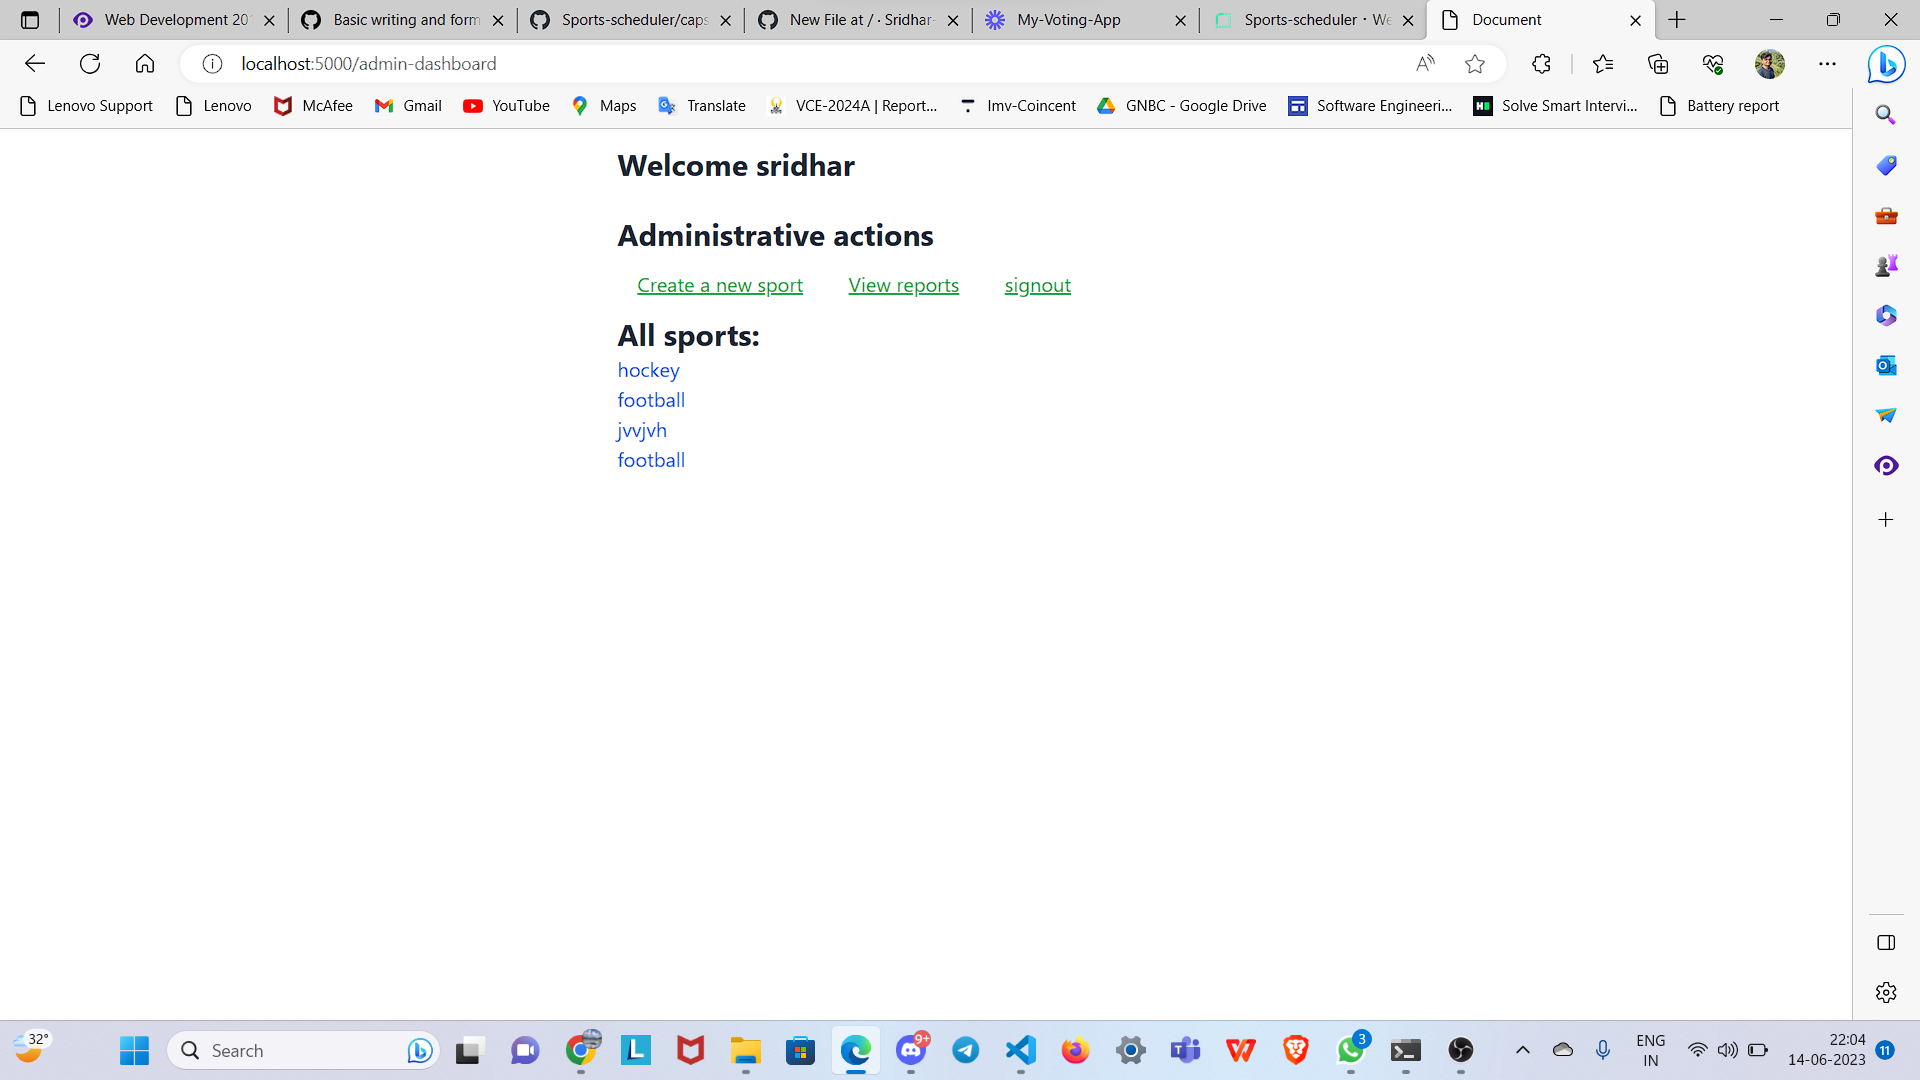 Web Development 20
Basic writing and form
Sports-scheduler/caps
New File at / · Sridhar-
My-Voting-App
Sports-scheduler · We
Document
localhost:5000/admin-dashboard
Lenovo Support
Lenovo
McAfee
Gmail
YouTube
Maps
Translate
VCE-2024A | Report...
Imv-Coincent
GNBC - Google Drive
Software Engineeri...
Solve Smart Intervi...
Battery report
Welcome sridhar
Administrative actions
Create a new sport View reports signout
All sports:
hockey
football
jvvjvh
football
32°
Search
9+
3
ENG
IN
22:04
14-06-2023
11